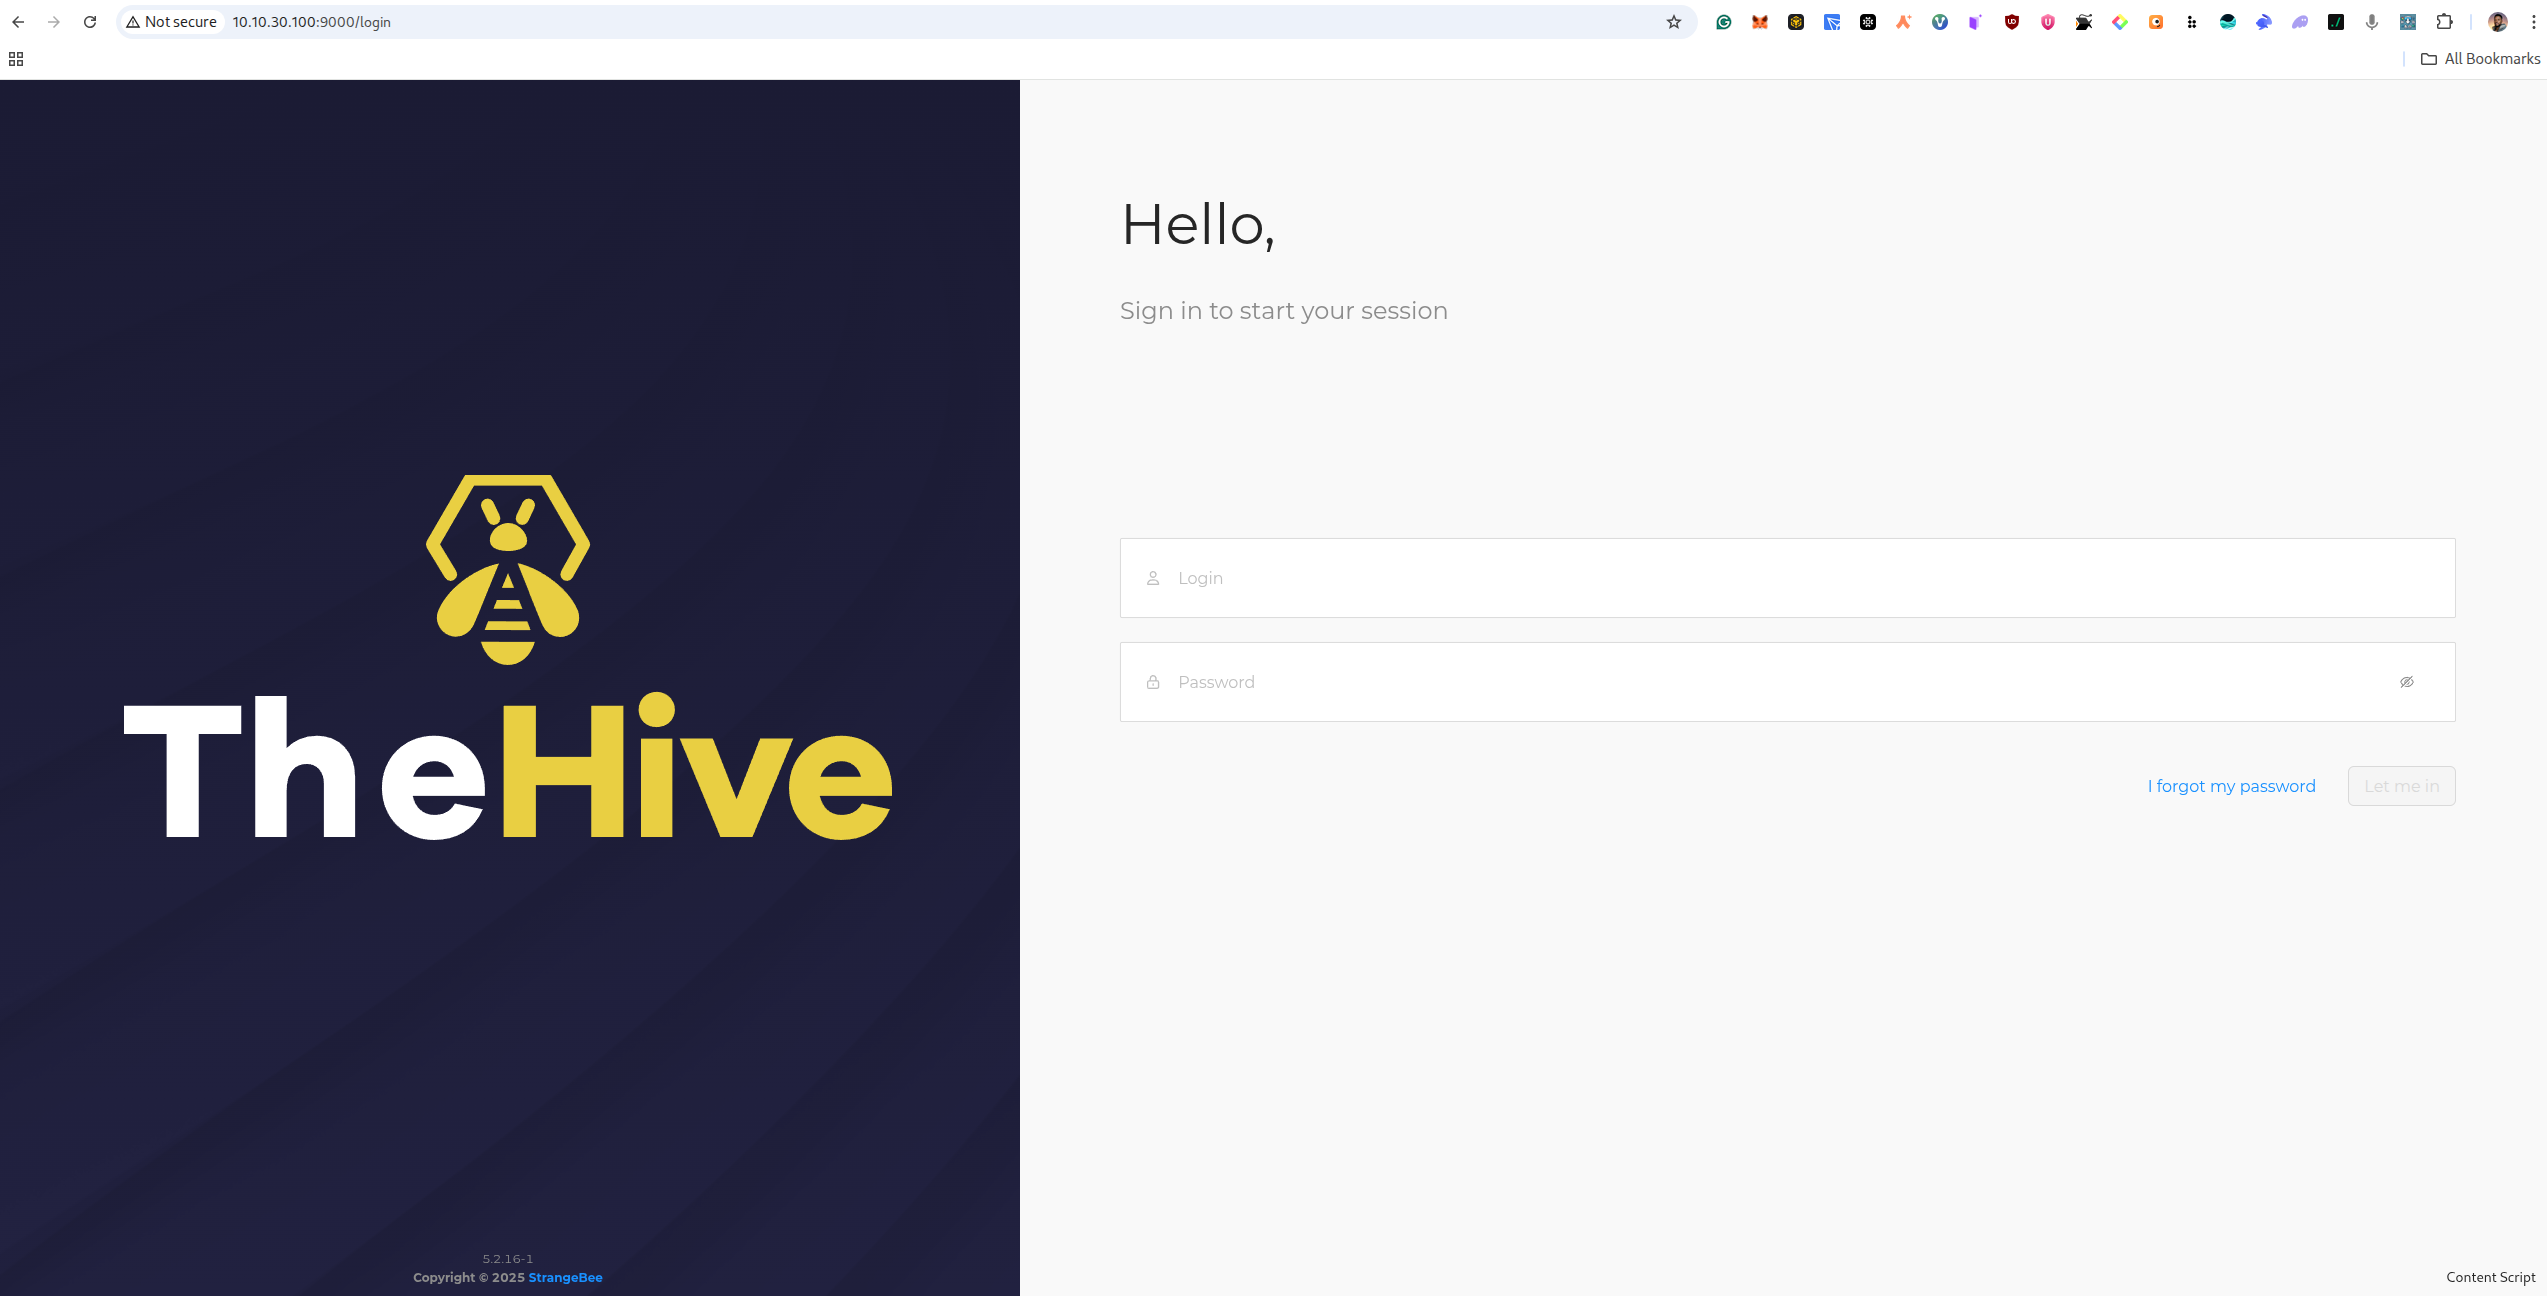 Not secure
10.10.30.100:9000/login
All Bookmarks
TheHive
5.2.16-1
Copyright © 2025 StrangeBee
Hello,
Sign in to start your session
Login
Password
I forgot my password
Let me in
Content Script